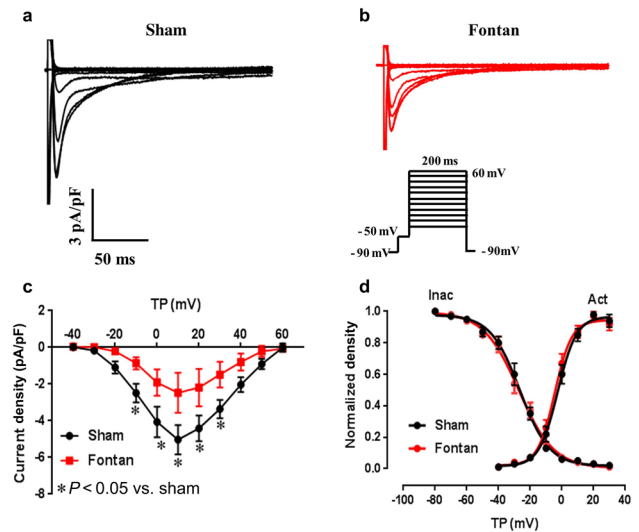 a
Sham
b
Fontan
3 pA/pF
50 ms
200 ms
60 mV
- 50 mV
- 90 mV
- 90mV
c
TP (mV)
-40 -20 0 20 40 60
0
-2
-4
-6
-8
Current density (pA/pF)
Sham
Fontan
* * * * *
* P < 0.05 vs. sham
d
Inac
Act
1.0
0.8
0.6
0.4
0.2
0.0
Normalized density
Sham
Fontan
-100 -80 -60 -40 -20 0 20 40
TP (mV)